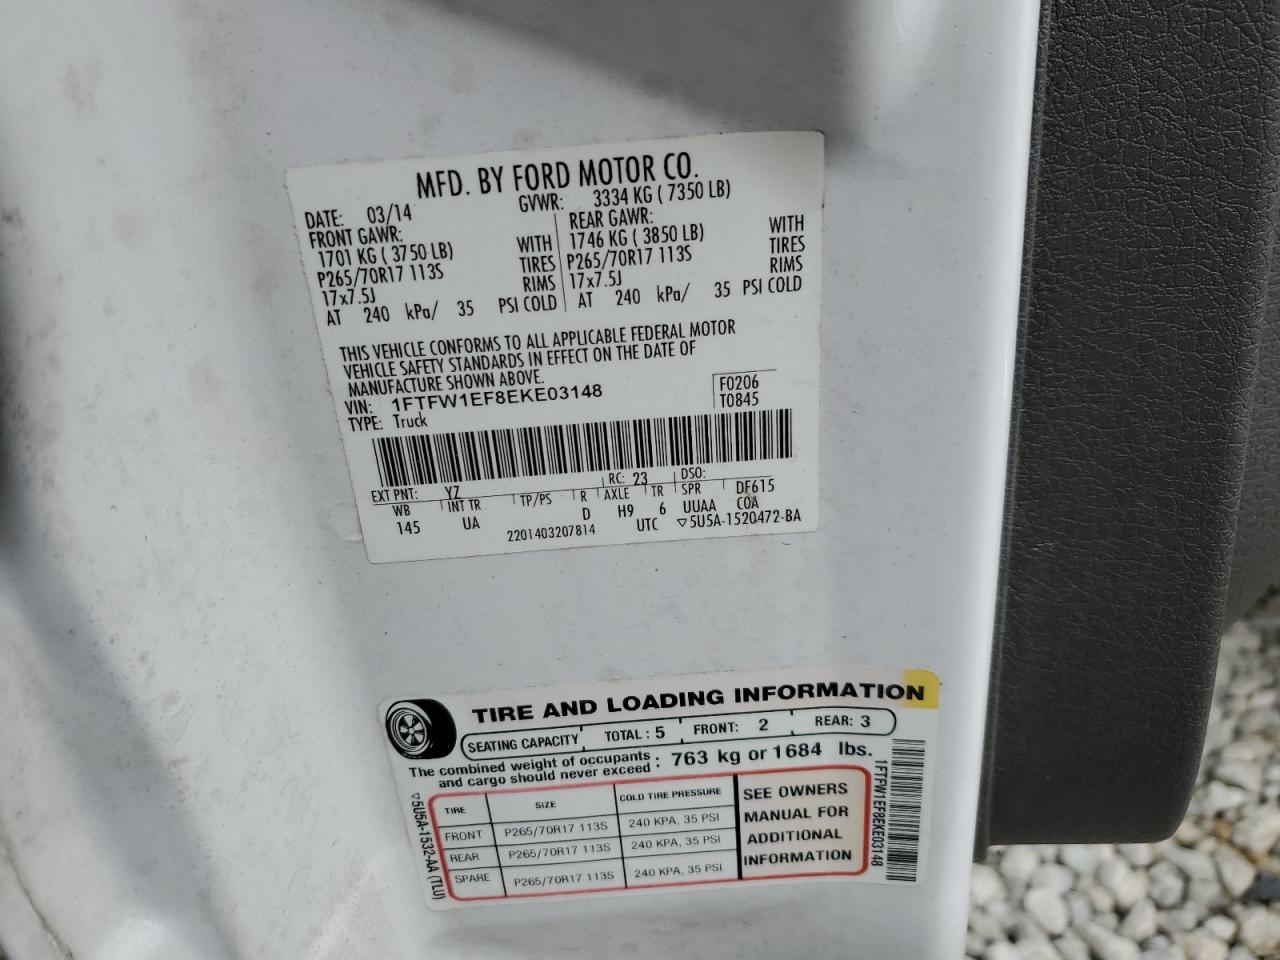 MFD. BY FORD MOTOR CO.
DATE: 03/14 GVWR: 3334 KG ( 7350 LB)
FRONT GAWR: REAR GAWR:
1701 KG ( 3750 LB) WITH 1746 KG ( 3850 LB) WITH
P265/70R17 113S TIRES P265/70R17 113S TIRES
17x7.5J RIMS 17x7.5J RIMS
AT 240 kPa/ 35 PSI COLD AT 240 kPa/ 35 PSI COLD
THIS VEHICLE CONFORMS TO ALL APPLICABLE FEDERAL MOTOR
VEHICLE SAFETY STANDARDS IN EFFECT ON THE DATE OF
MANUFACTURE SHOWN ABOVE.
VIN: 1FTFW1EF8EKE03148 F0206
TYPE: Truck T0845
EXT PNT: YZ RC: 23 DSO: DF615
WB INT TR TP/PS R AXLE TR SPR COA
145 UA D H9 6 UUAA
2201403207814 UTC ▽5U5A-1520472-BA
TIRE AND LOADING INFORMATION
SEATING CAPACITY TOTAL : 5 FRONT: 2 REAR: 3
The combined weight of occupants and cargo should never exceed : 763 kg or 1684 lbs.
TIRE SIZE COLD TIRE PRESSURE
FRONT P265/70R17 113S 240 KPA, 35 PSI
REAR P265/70R17 113S 240 KPA, 35 PSI
SPARE P265/70R17 113S 240 KPA, 35 PSI
SEE OWNERS
MANUAL FOR
ADDITIONAL
INFORMATION
▽5U5A-1532-AA (TLU)
1FTFW1EF8EKE03148